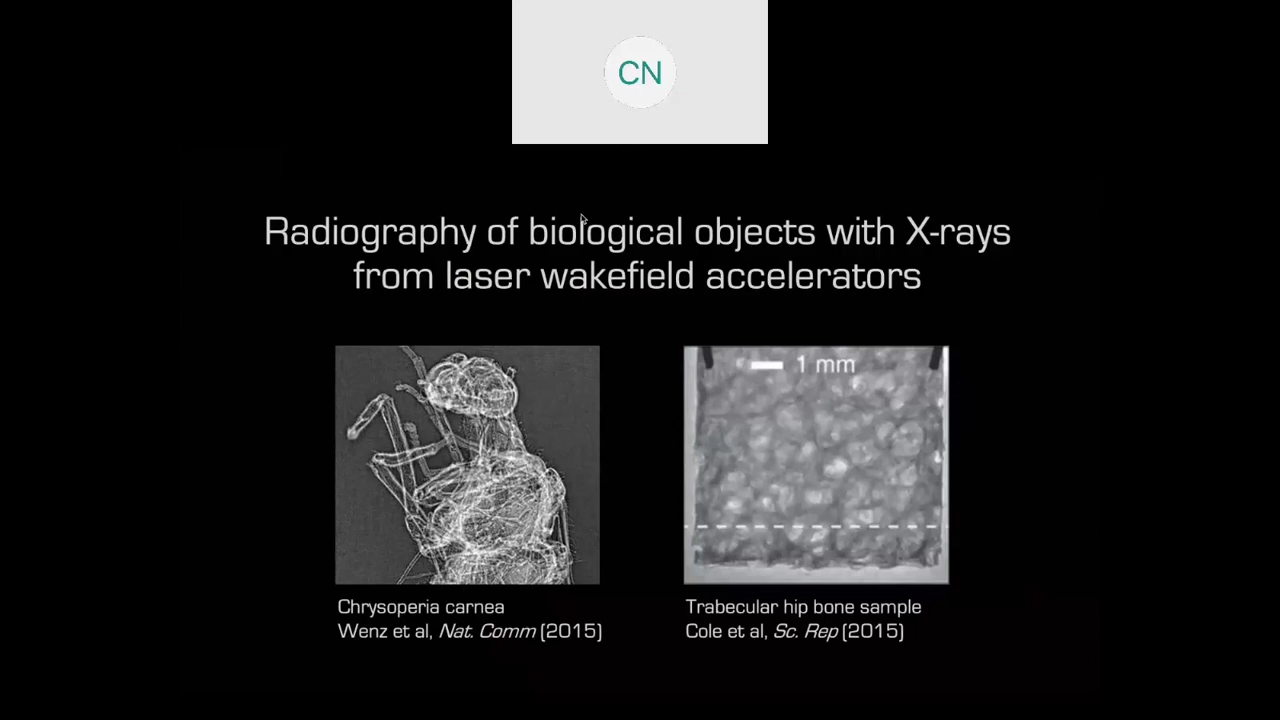 CN
Radiography of biological objects with X-rays
from laser wakefield accelerators
1 mm
Chrysoperia carnea
Wenz et al, Nat. Comm (2015)
Trabecular hip bone sample
Cole et al, Sc. Rep (2015)